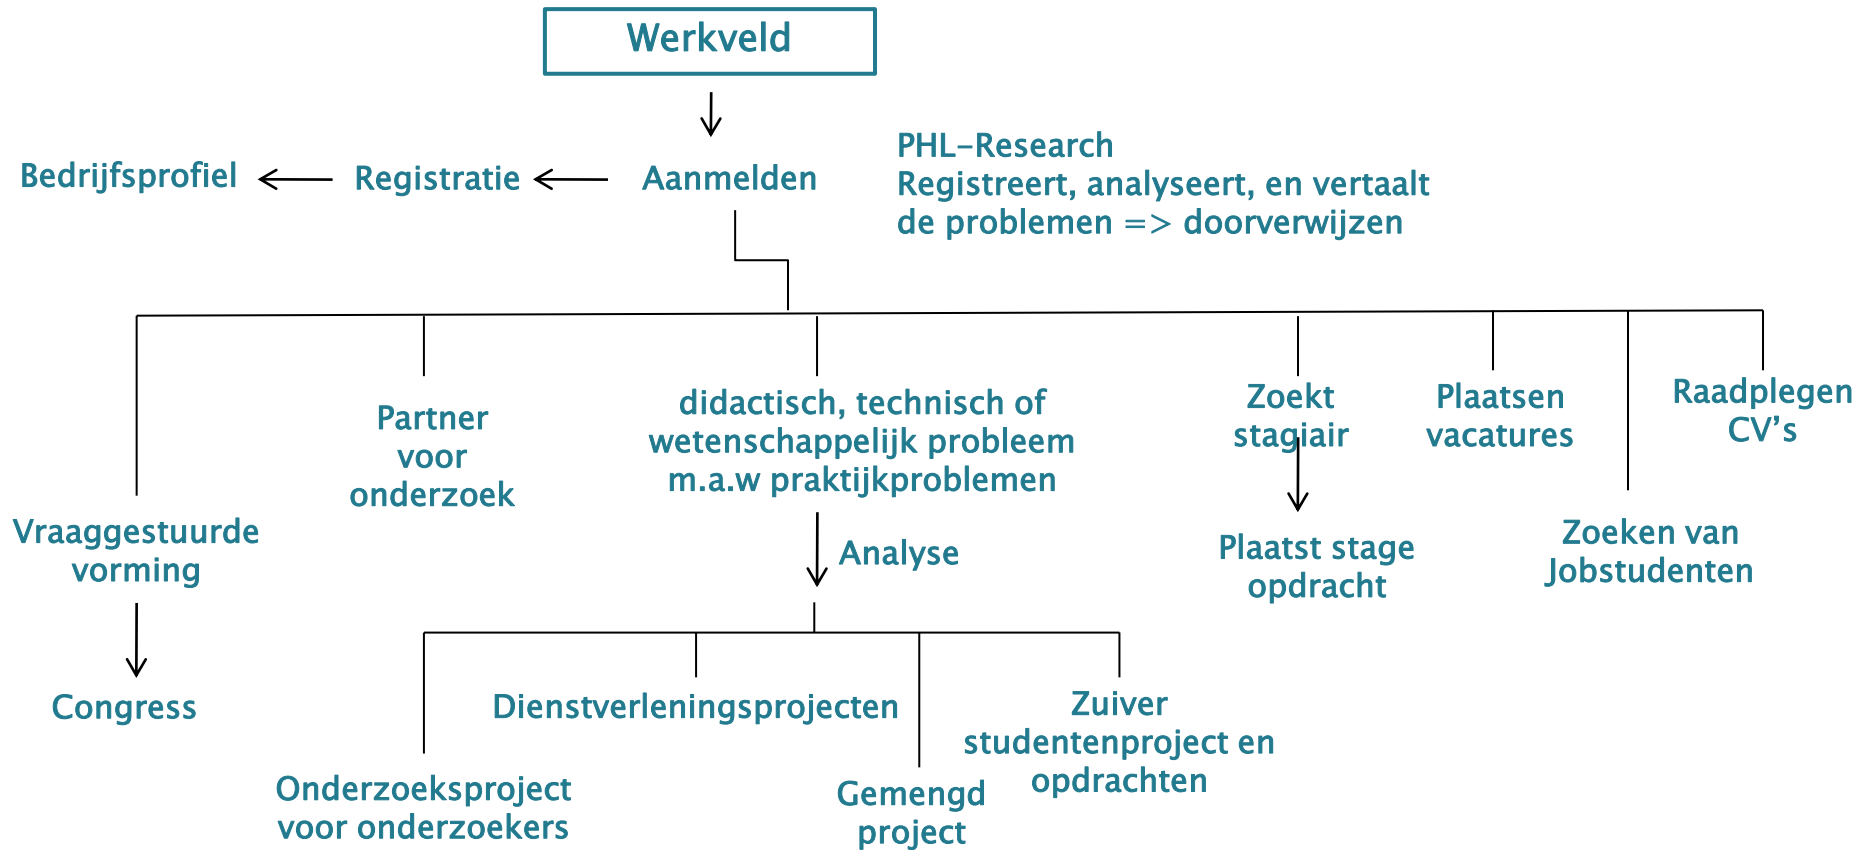 Werkveld
Bedrijfsprofiel
Registratie
Aanmelden
PHL-Research
Registreert, analyseert, en vertaalt
de problemen => doorverwijzen
Vraaggestuurde
vorming
Congress
Partner
voor
onderzoek
didactisch, technisch of
wetenschappelijk probleem
m.a.w praktijkproblemen
Analyse
Zoekt
stagiair
Plaatst stage
opdracht
Plaatsen
vacatures
Zoeken van
Jobstudenten
Raadplegen
CV’s
Onderzoeksproject
voor onderzoekers
Dienstverleningsprojecten
Gemengd
project
Zuiver
studentenproject en
opdrachten